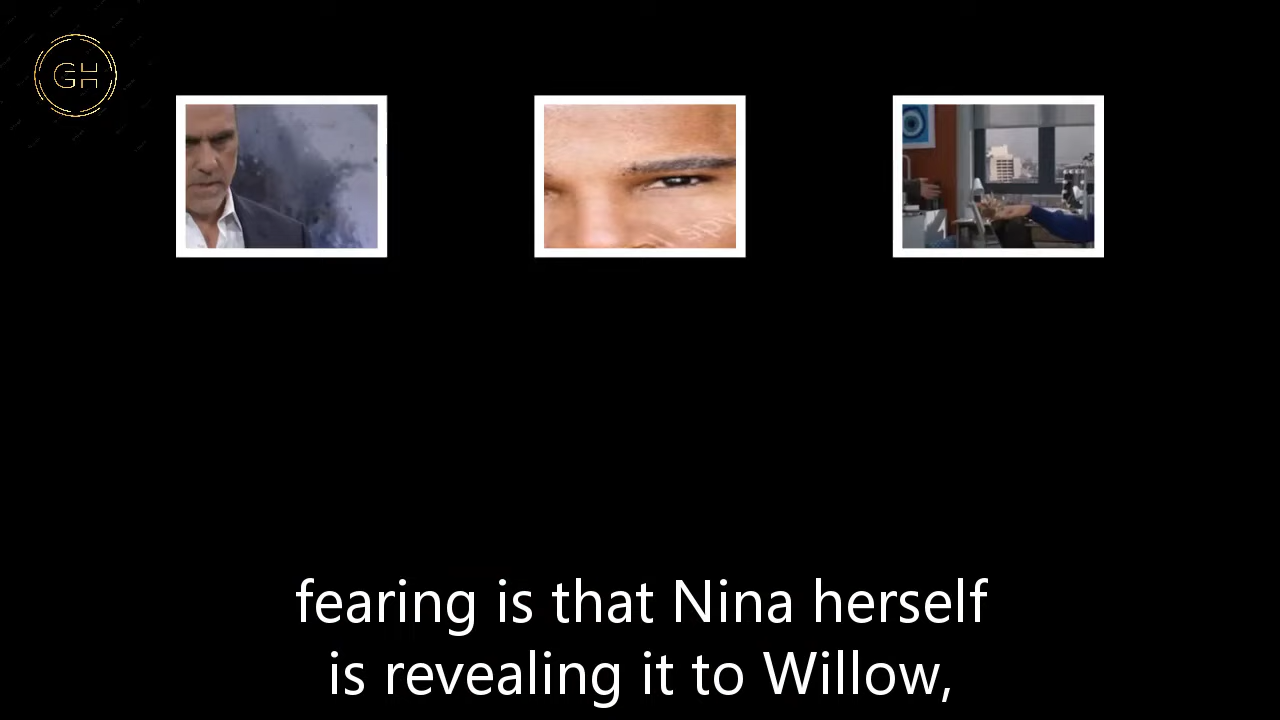 GH
fearing is that Nina herself
is revealing it to Willow,